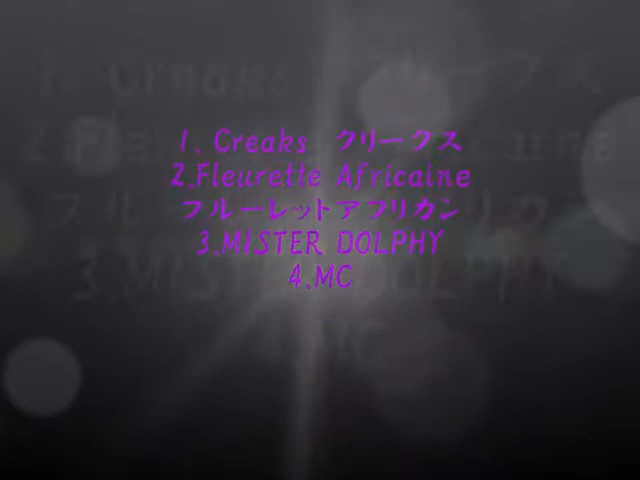 1. Creaks クリークス
2.Fleurette Africaine
フルーレットアフリカン
3.MISTER DOLPHY
4.MC